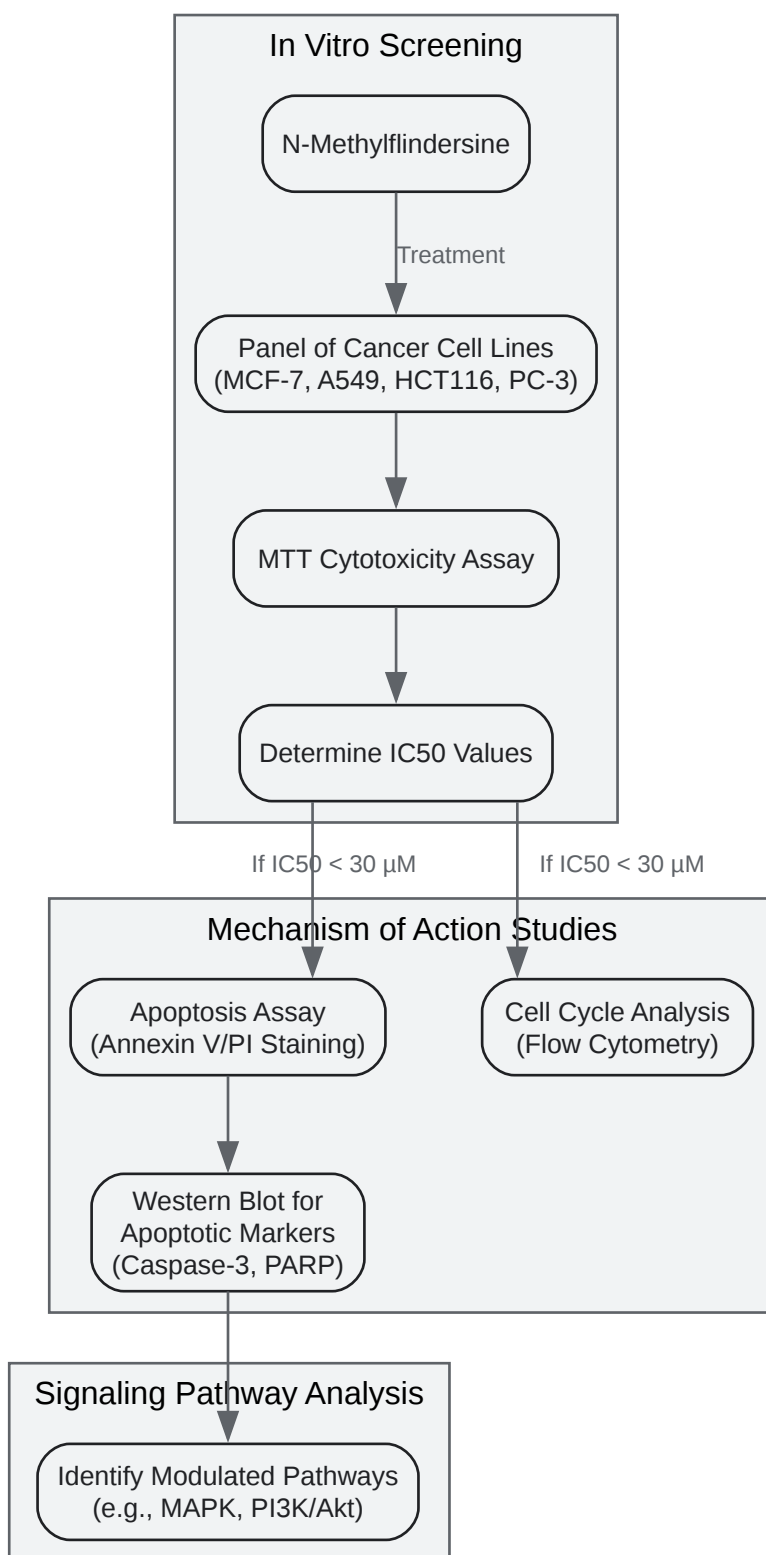 In Vitro Screening
N-Methylflindersine
Treatment
Panel of Cancer Cell Lines
(MCF-7, A549, HCT116, PC-3)
MTT Cytotoxicity Assay
Determine IC50 Values
If IC50 < 30 µM
If IC50 < 30 µM
Mechanism of Action Studies
Apoptosis Assay
(Annexin V/PI Staining)
Cell Cycle Analysis
(Flow Cytometry)
Western Blot for
Apoptotic Markers
(Caspase-3, PARP)
Signaling Pathway Analysis
Identify Modulated Pathways
(e.g., MAPK, PI3K/Akt)